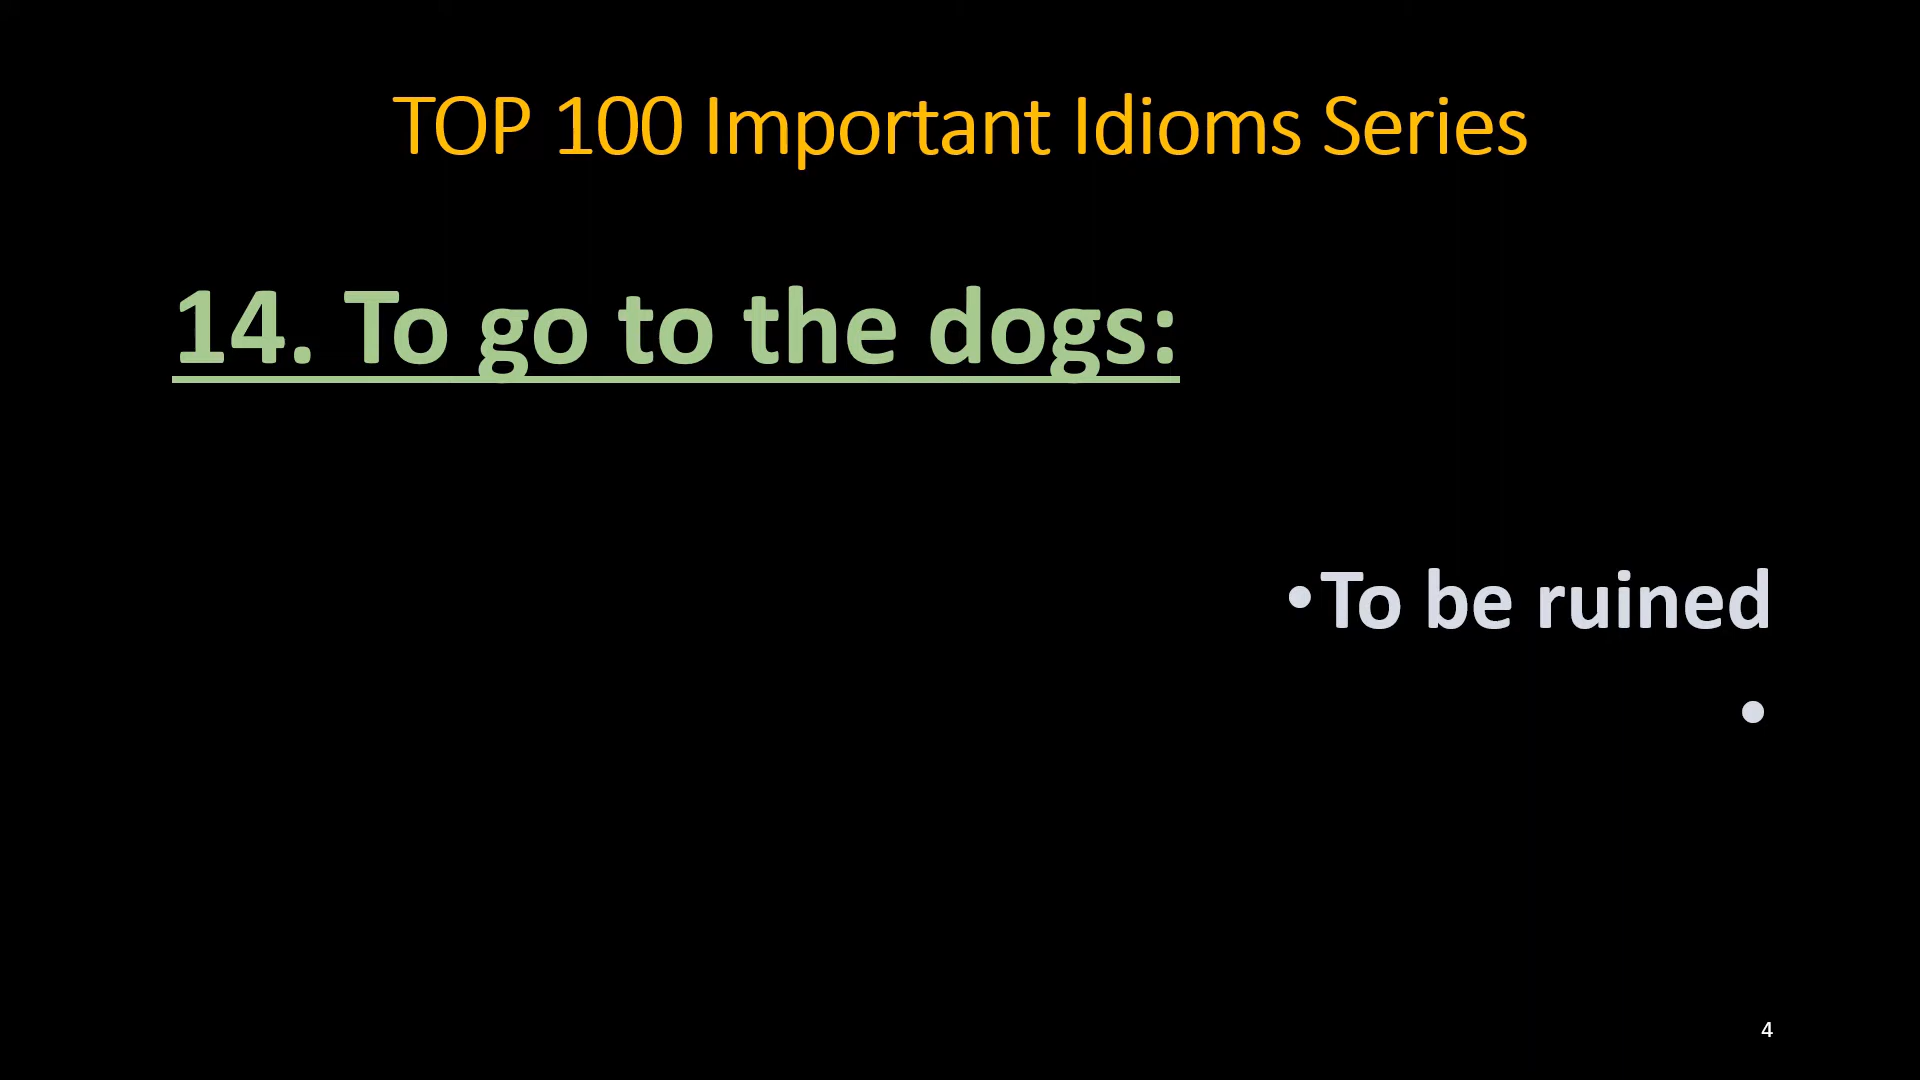 TOP 100 Important Idioms Series
14. To go to the dogs:
•To be ruined
•
4